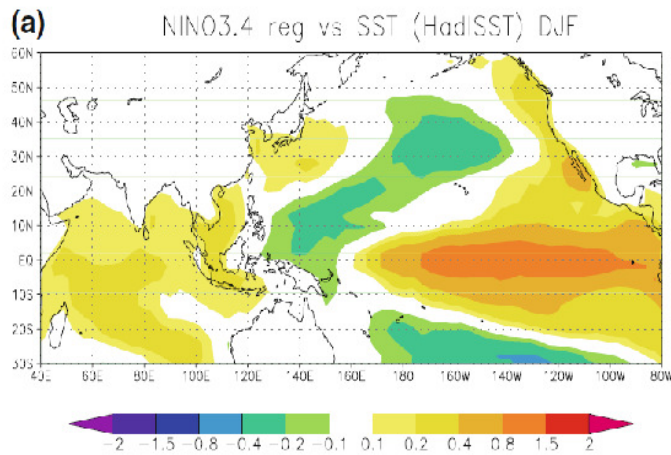 (a) NINO3.4 reg vs SST (HadISST) DJF
60N
50N
40N
30N
20N
10N
EQ
10S
20S
30S
40E 60E 80E 100E 120E 140E 160E 180 160W 140W 120W 100W 80W
-2 -1.5 -0.8 -0.4 -0.2 -0.1 0.1 0.2 0.4 0.8 1.5 2